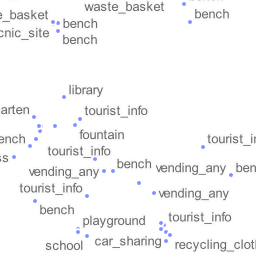 waste_basket
e_basket
bench
bench
cnic_site
bench
library
arten
tourist_info
fountain
ench
tourist_in
tourist_info
ss
bench
vending_any
vending_any
ben
tourist_info
vending_any
bench
playground
tourist_info
school
car_sharing
recycling_cloth